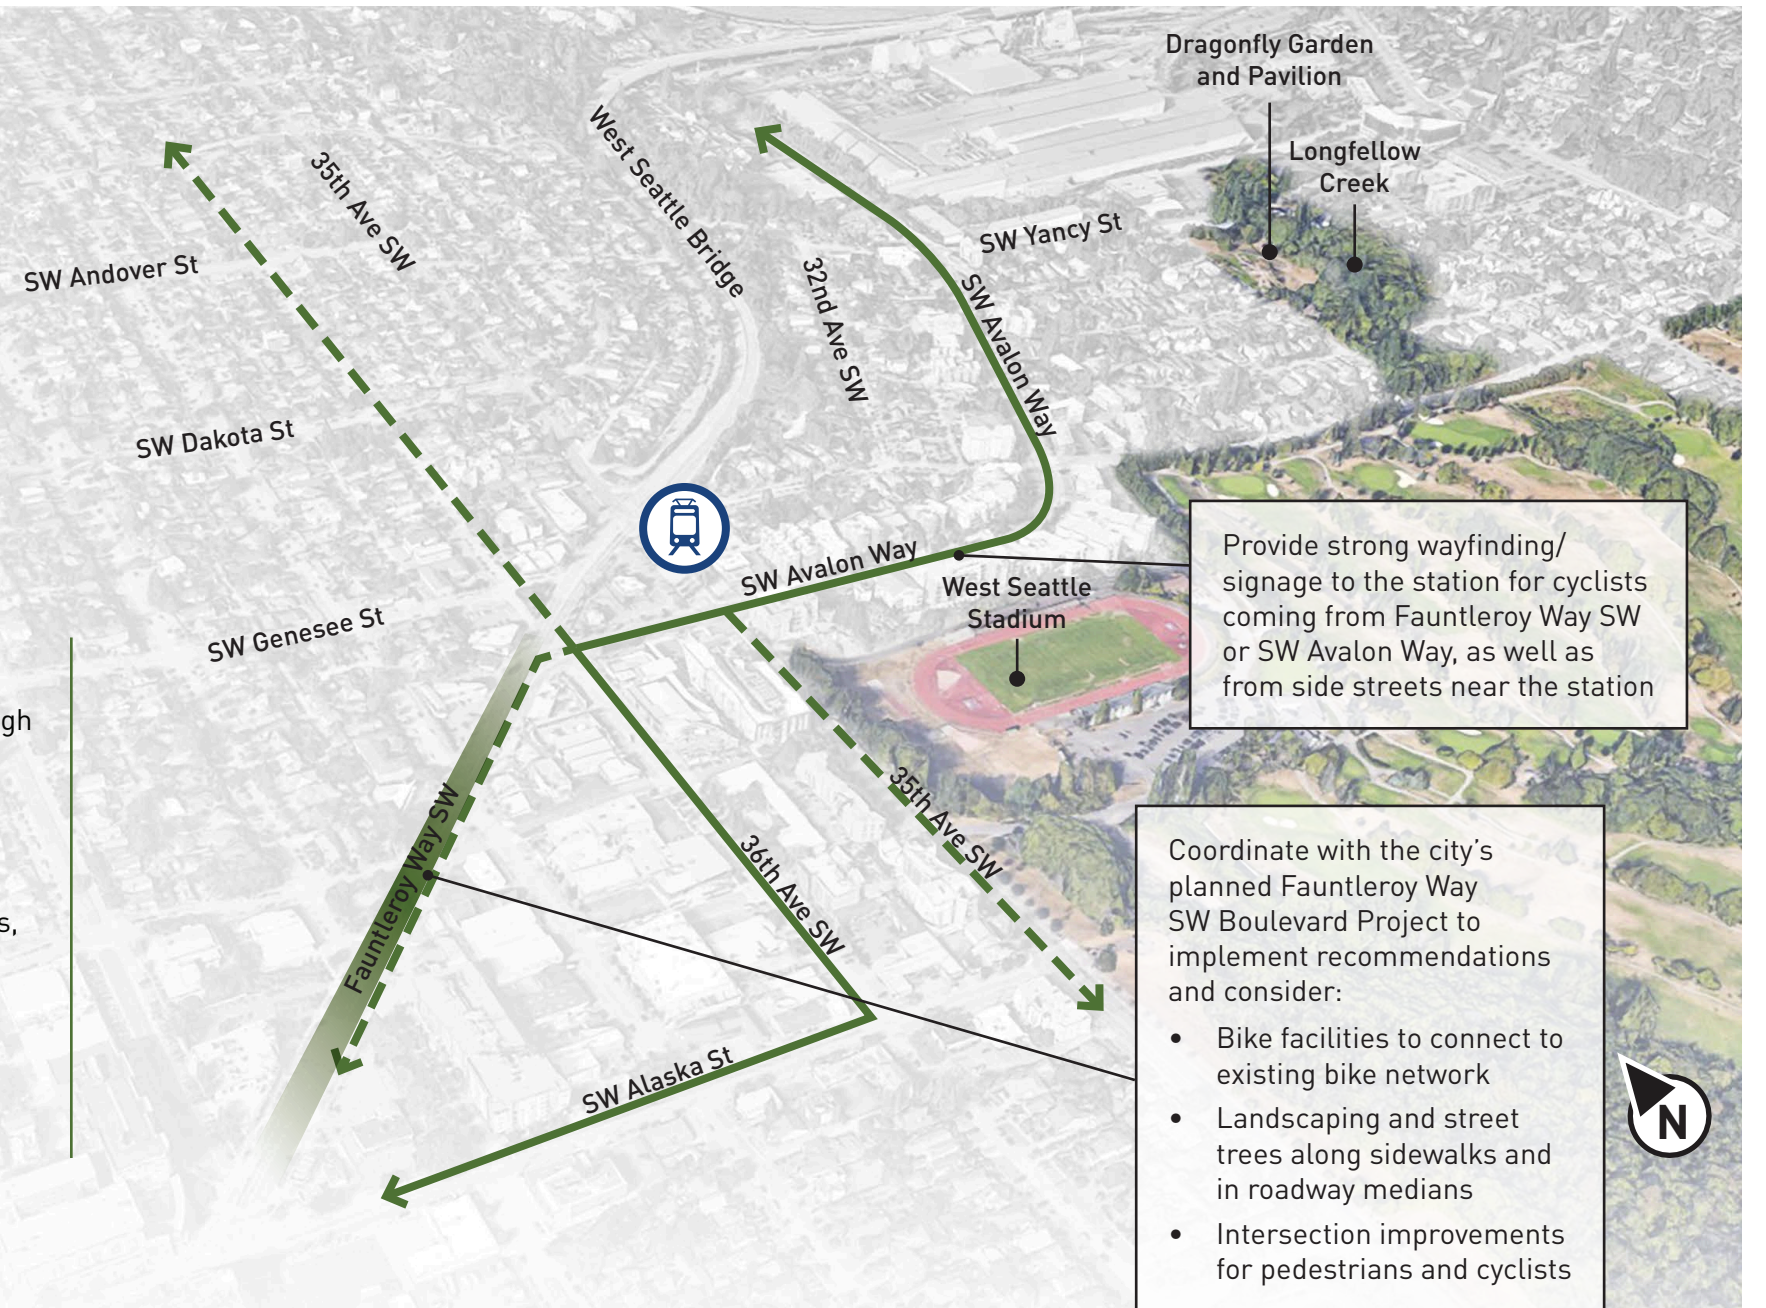 Dragonfly Garden
and Pavilion
Longfellow
Creek
West Seattle Bridge
35th Ave SW
SW Yancy St
SW Andover St
32nd Ave SW
SW Avalon Way
SW Dakota St
SW Avalon Way
West Seattle
Stadium
SW Genesee St
Provide strong wayfinding/
signage to the station for cyclists
coming from Fauntleroy Way SW
or SW Avalon Way, as well as
from side streets near the station
gh
s,
Fauntleroy Way SW
36th Ave SW
35th Ave SW
SW Alaska St
Coordinate with the city’s
planned Fauntleroy Way
SW Boulevard Project to
implement recommendations
and consider:
• Bike facilities to connect to
existing bike network
• Landscaping and street
trees along sidewalks and
in roadway medians
• Intersection improvements
for pedestrians and cyclists
N